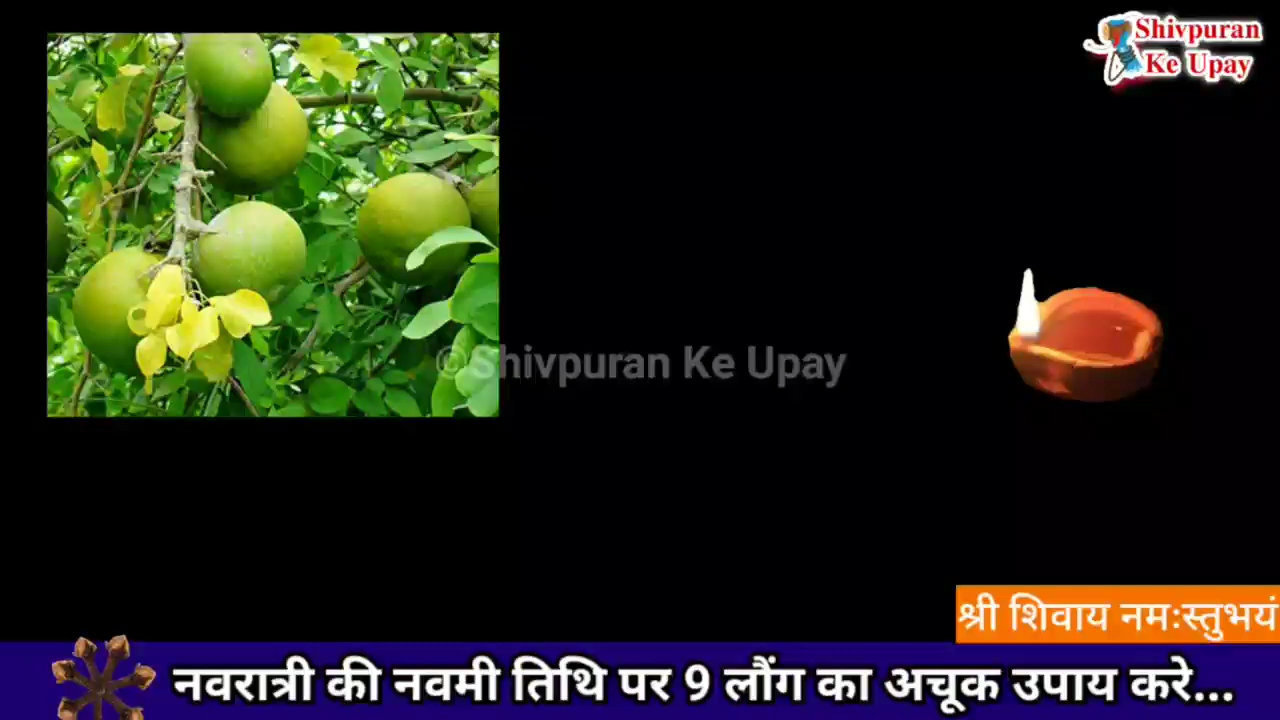 Shivpuran
Ke Upay
©Shivpuran Ke Upay
श्री शिवाय नमःस्तुभयं
नवरात्री की नवमी तिथि पर 9 लौंग का अचूक उपाय करे...